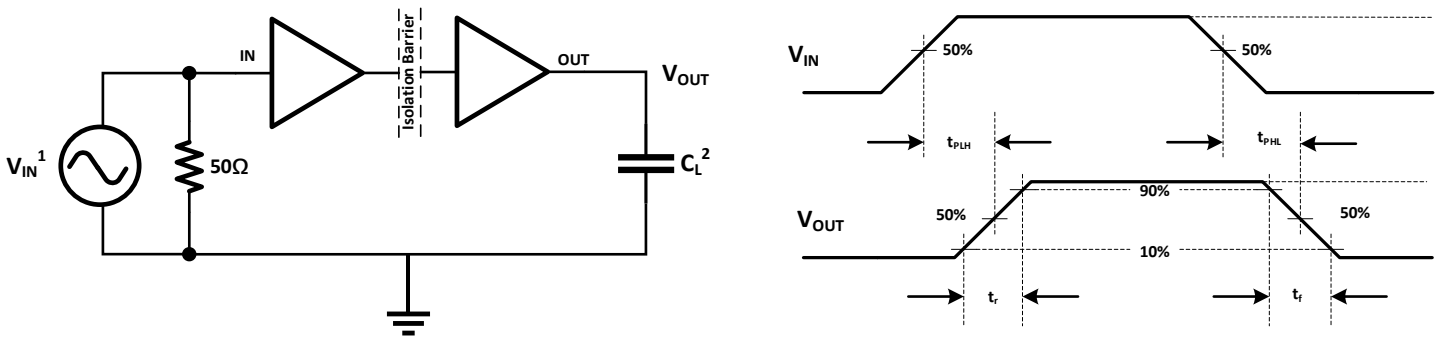 IN
Isolation Barrier
OUT
VOUT
VIN1
50Ω
CL2
VIN
50%
50%
tPLH
tPHL
VOUT
50%
90%
50%
10%
tr
tf